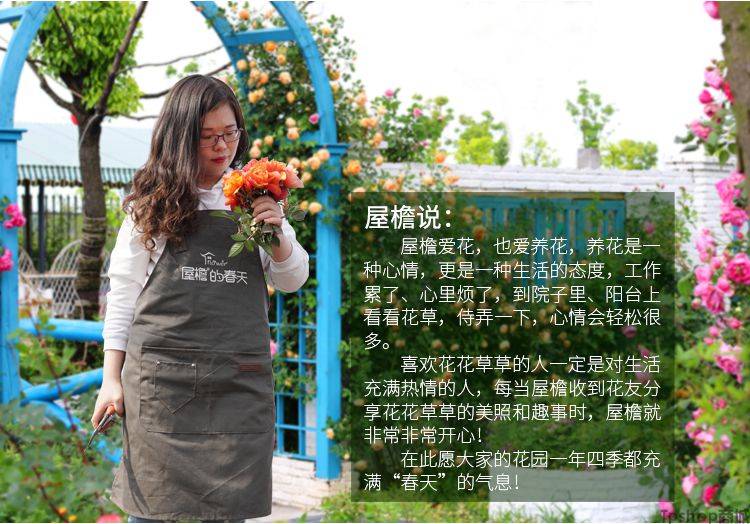 flower
屋檐的春天
屋檐说：
屋檐爱花，也爱养花，养花是一
种心情，更是一种生活的态度，工作
累了、心里烦了，到院子里、阳台上
看看花草，侍弄一下，心情会轻松很
多。
喜欢花花草草的人一定是对生活
充满热情的人，每当屋檐收到花友分
享花花草草的美照和趣事时，屋檐就
非常非常开心！
在此愿大家的花园一年四季都充
满“春天”的气息！